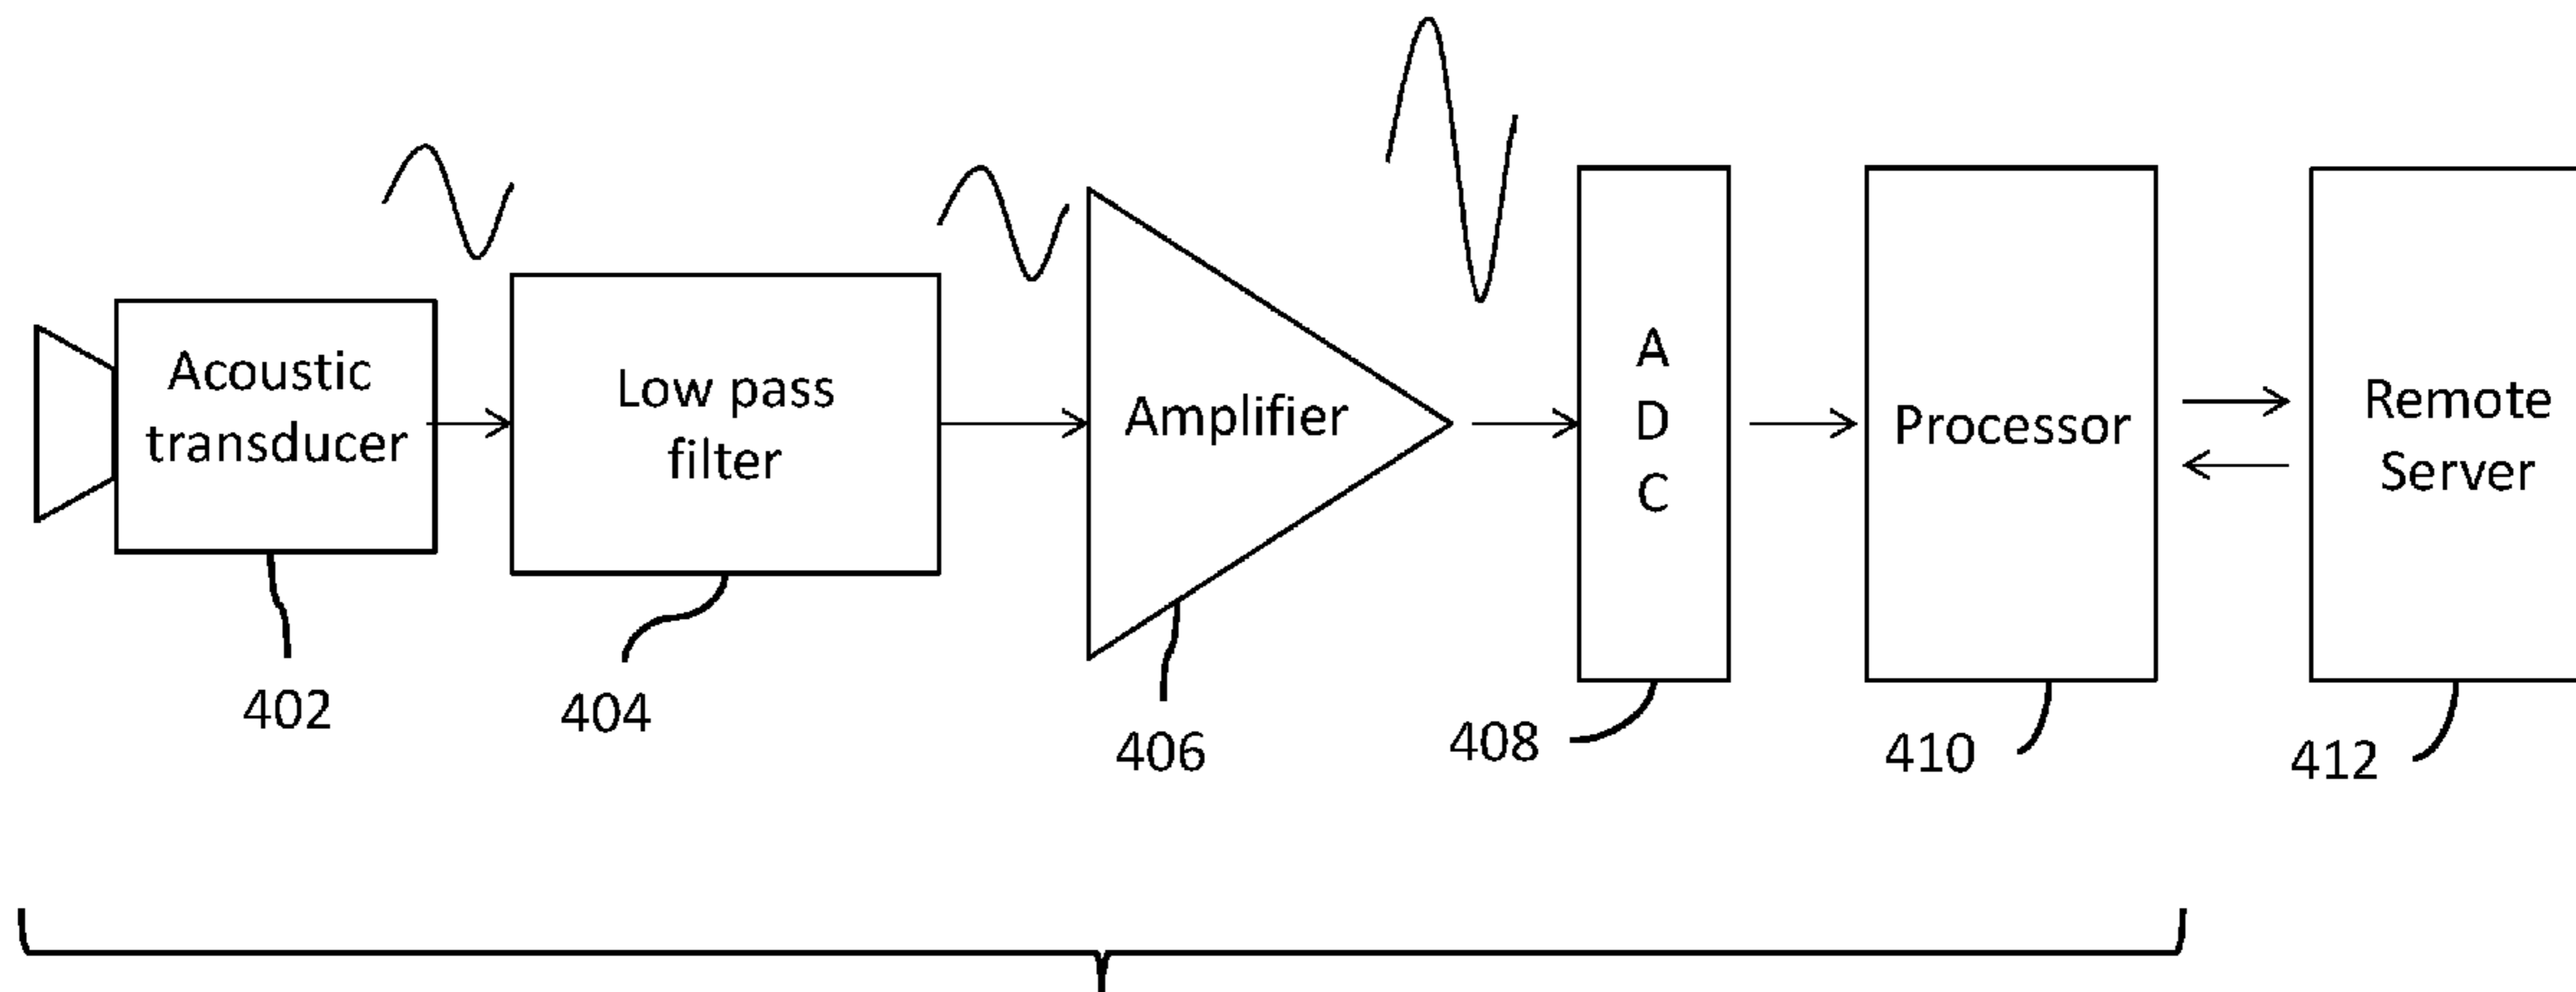 Acoustic
transducer
Low pass
filter
Amplifier
A
D
C
Processor
Remote
Server
402
404
406
408
410
412